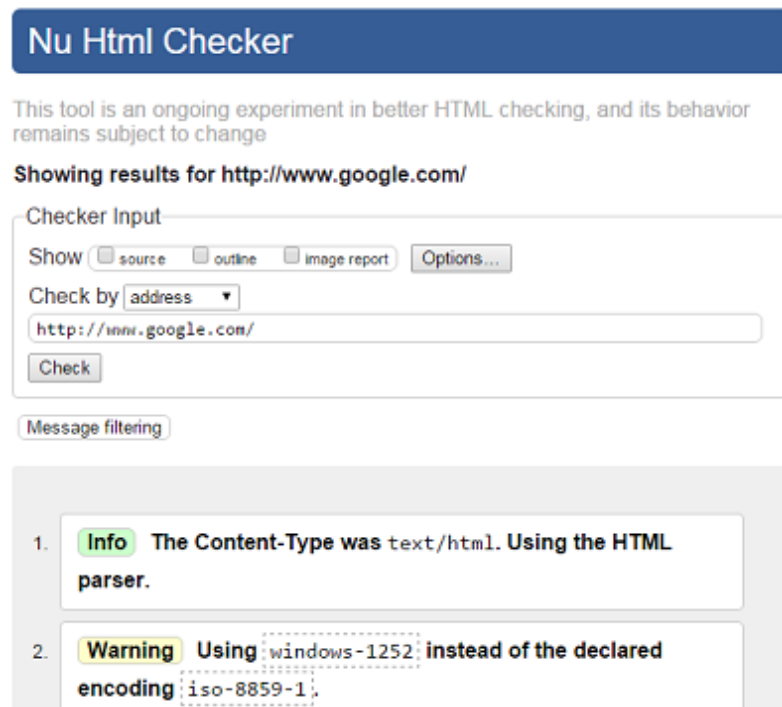 Nu Html Checker
This tool is an ongoing experiment in better HTML checking, and its behavior
remains subject to change
Showing results for http://www.google.com/
Checker Input
Show source outline image report Options...
Check by address
http://www.google.com/
Check
Message filtering
1. Info The Content-Type was text/html. Using the HTML
parser.
2. Warning Using windows-1252 instead of the declared
encoding iso-8859-1.